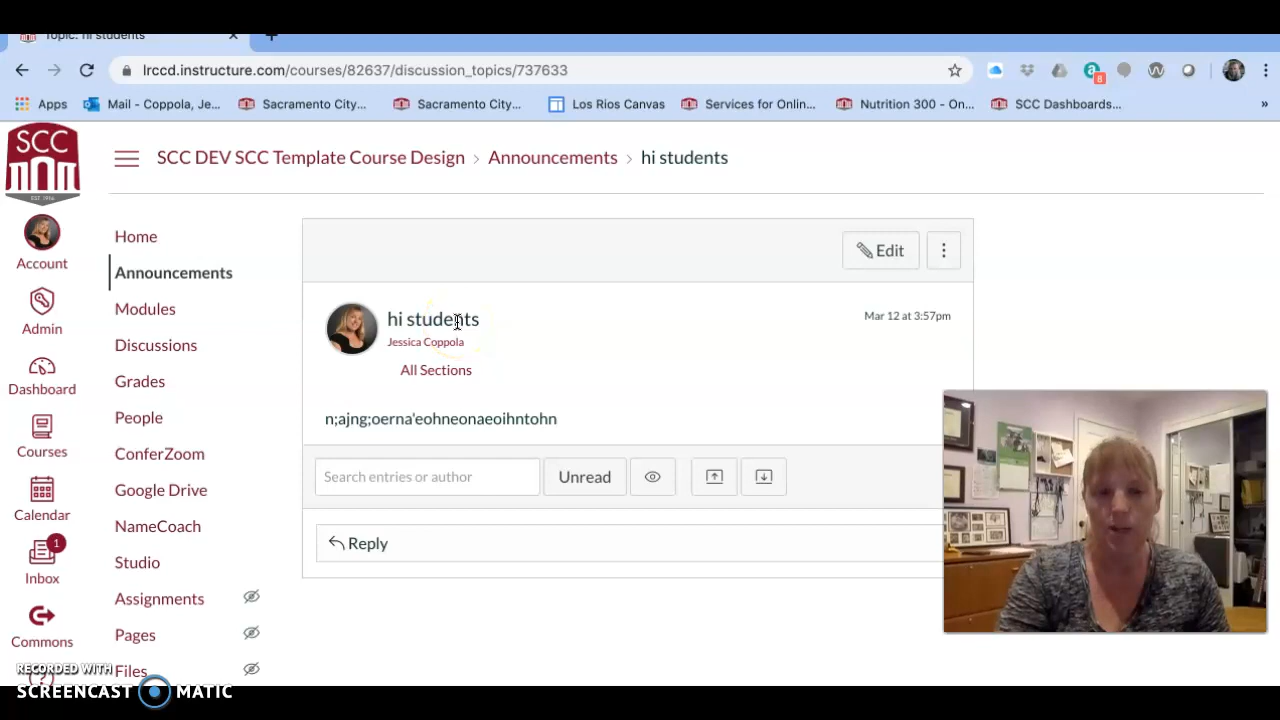 Topic: hi students
lrccd.instructure.com/courses/82637/discussion_topics/737633
8
Apps Mail - Coppola, Je... Sacramento City... Sacramento City... Los Rios Canvas Services for Onlin... Nutrition 300 - On... SCC Dashboards... »
SCC
EST. 1916
SCC DEV SCC Template Course Design › Announcements › hi students
Account
Admin
Dashboard
Courses
Calendar
1
Inbox
Commons
Home
Announcements
Modules
Discussions
Grades
People
ConferZoom
Google Drive
NameCoach
Studio
Assignments
Pages
Files
Edit
hi students
Mar 12 at 3:57pm
Jessica Coppola
All Sections
n;ajng;oerna'eohneonaeoihntohn
Search entries or author Unread
Reply
RECORDED WITH
SCREENCAST MATIC